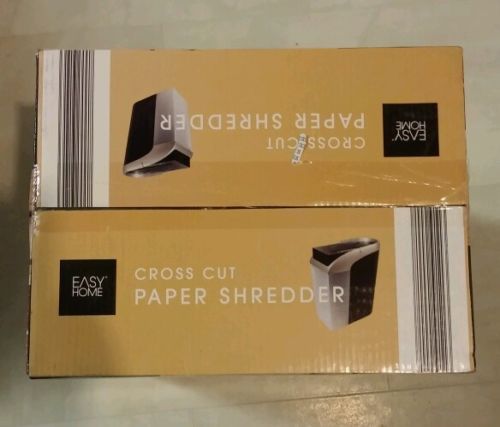 CROSS CUT
PAPER SHREDDER
EASY
HOME
EASY®
HOME
CROSS CUT
PAPER SHREDDER